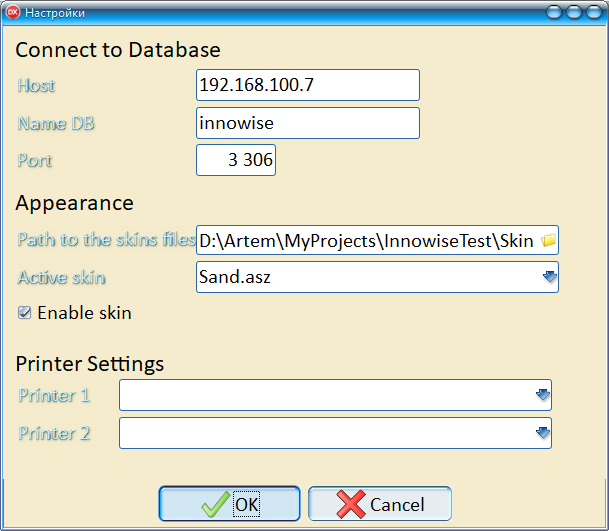 DX Настройки
Connect to Database
Host 192.168.100.7
Name DB innowise
Port 3 306
Appearance
Path to the skins files D:\Artem\MyProjects\InnowiseTest\Skin
Active skin Sand.asz
Enable skin
Printer Settings
Printer 1
Printer 2
OK Cancel